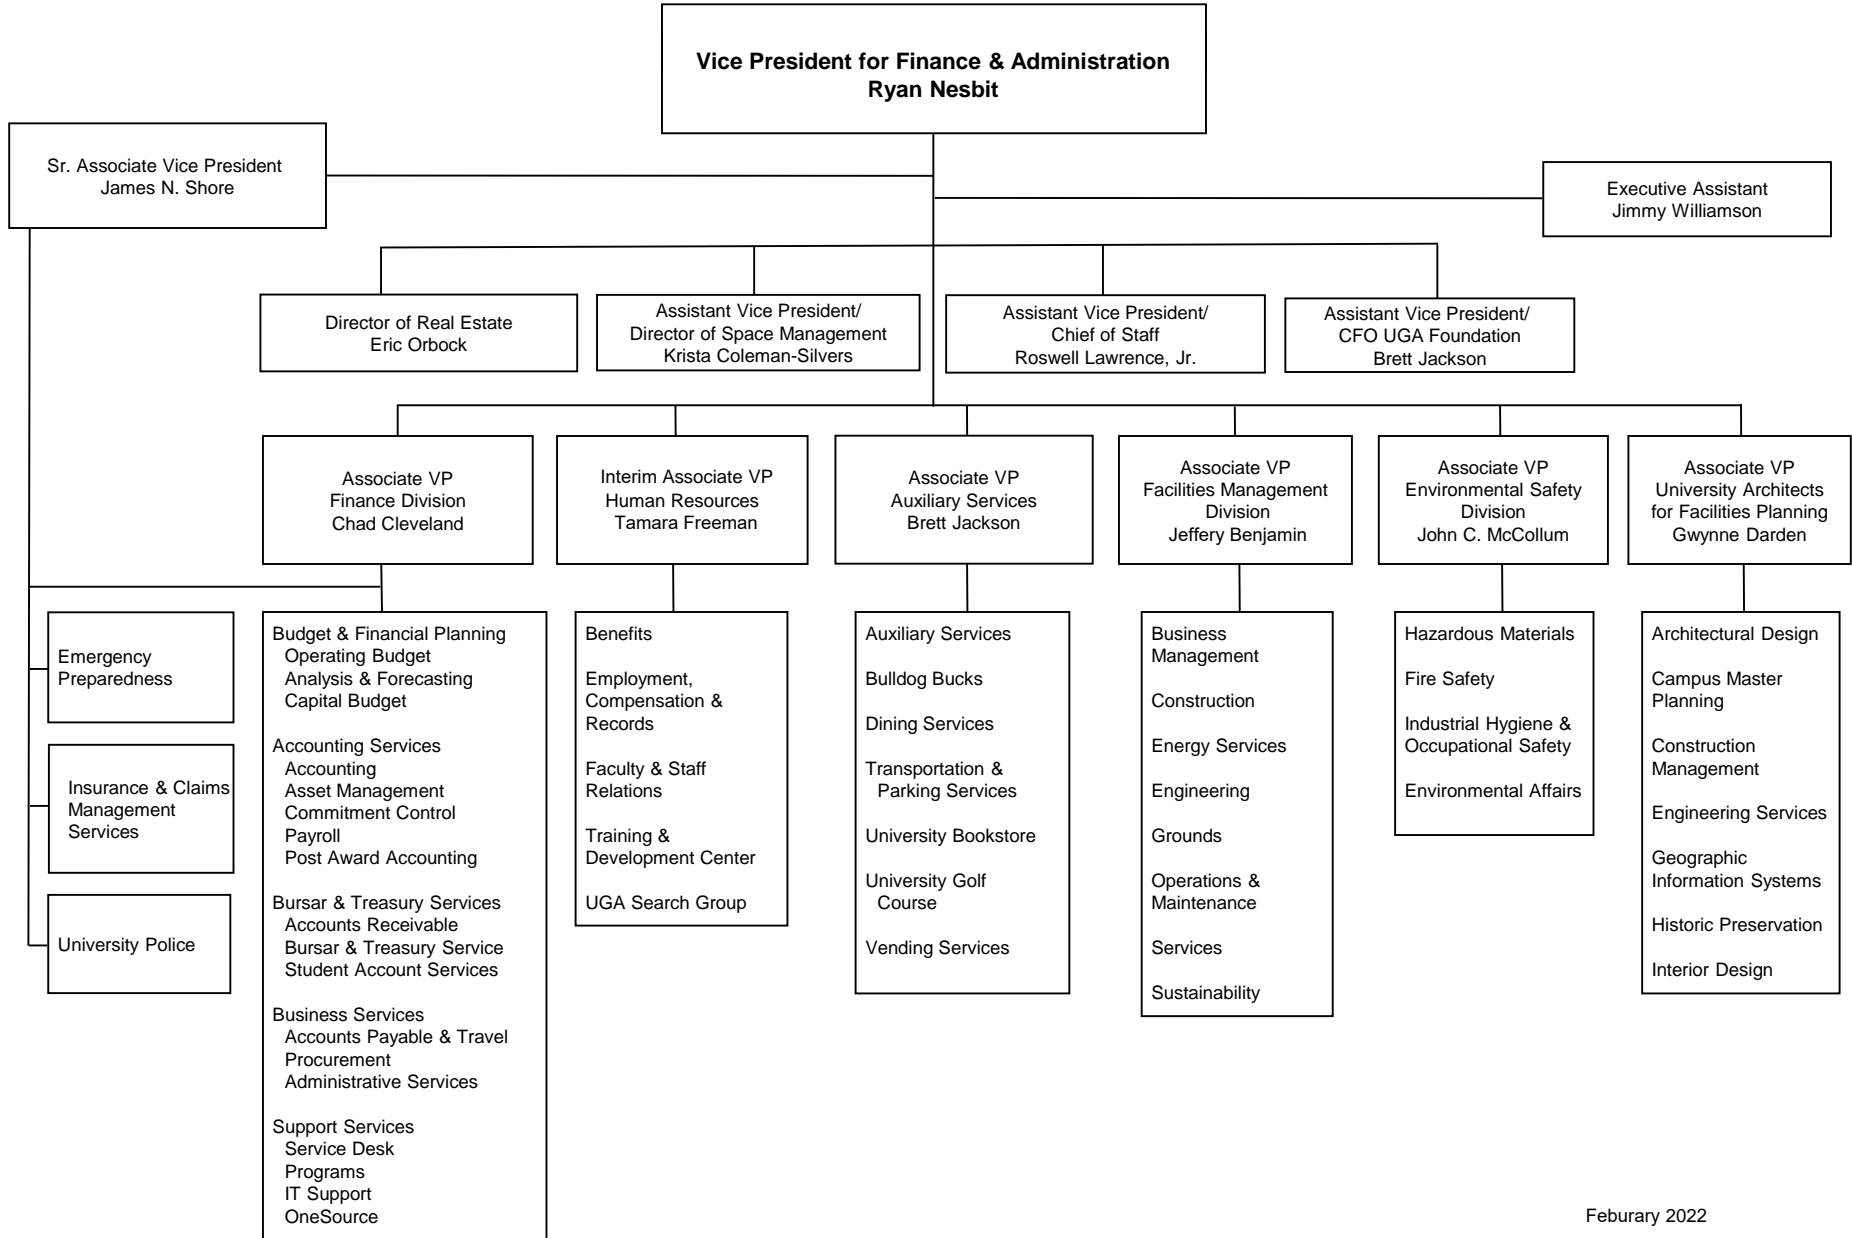 Vice President for Finance & Administration
Ryan Nesbit
Sr. Associate Vice President
James N. Shore
Executive Assistant
Jimmy Williamson
Director of Real Estate
Eric Orbock
Assistant Vice President/
Director of Space Management
Krista Coleman-Silvers
Assistant Vice President/
Chief of Staff
Roswell Lawrence, Jr.
Assistant Vice President/
CFO UGA Foundation
Brett Jackson
Associate VP
Finance Division
Chad Cleveland
Interim Associate VP
Human Resources
Tamara Freeman
Associate VP
Auxiliary Services
Brett Jackson
Associate VP
Facilities Management
Division
Jeffery Benjamin
Associate VP
Environmental Safety
Division
John C. McCollum
Associate VP
University Architects
for Facilities Planning
Gwynne Darden
Emergency
Preparedness
Insurance & Claims
Management
Services
University Police
Budget & Financial Planning
Operating Budget
Analysis & Forecasting
Capital Budget
Accounting Services
Accounting
Asset Management
Commitment Control
Payroll
Post Award Accounting
Bursar & Treasury Services
Accounts Receivable
Bursar & Treasury Service
Student Account Services
Business Services
Accounts Payable & Travel
Procurement
Administrative Services
Support Services
Service Desk
Programs
IT Support
OneSource
Benefits
Employment,
Compensation &
Records
Faculty & Staff
Relations
Training &
Development Center
UGA Search Group
Auxiliary Services
Bulldog Bucks
Dining Services
Transportation &
Parking Services
University Bookstore
University Golf
Course
Vending Services
Business
Management
Construction
Energy Services
Engineering
Grounds
Operations &
Maintenance
Services
Sustainability
Hazardous Materials
Fire Safety
Industrial Hygiene &
Occupational Safety
Environmental Affairs
Architectural Design
Campus Master
Planning
Construction
Management
Engineering Services
Geographic
Information Systems
Historic Preservation
Interior Design
Feburary 2022